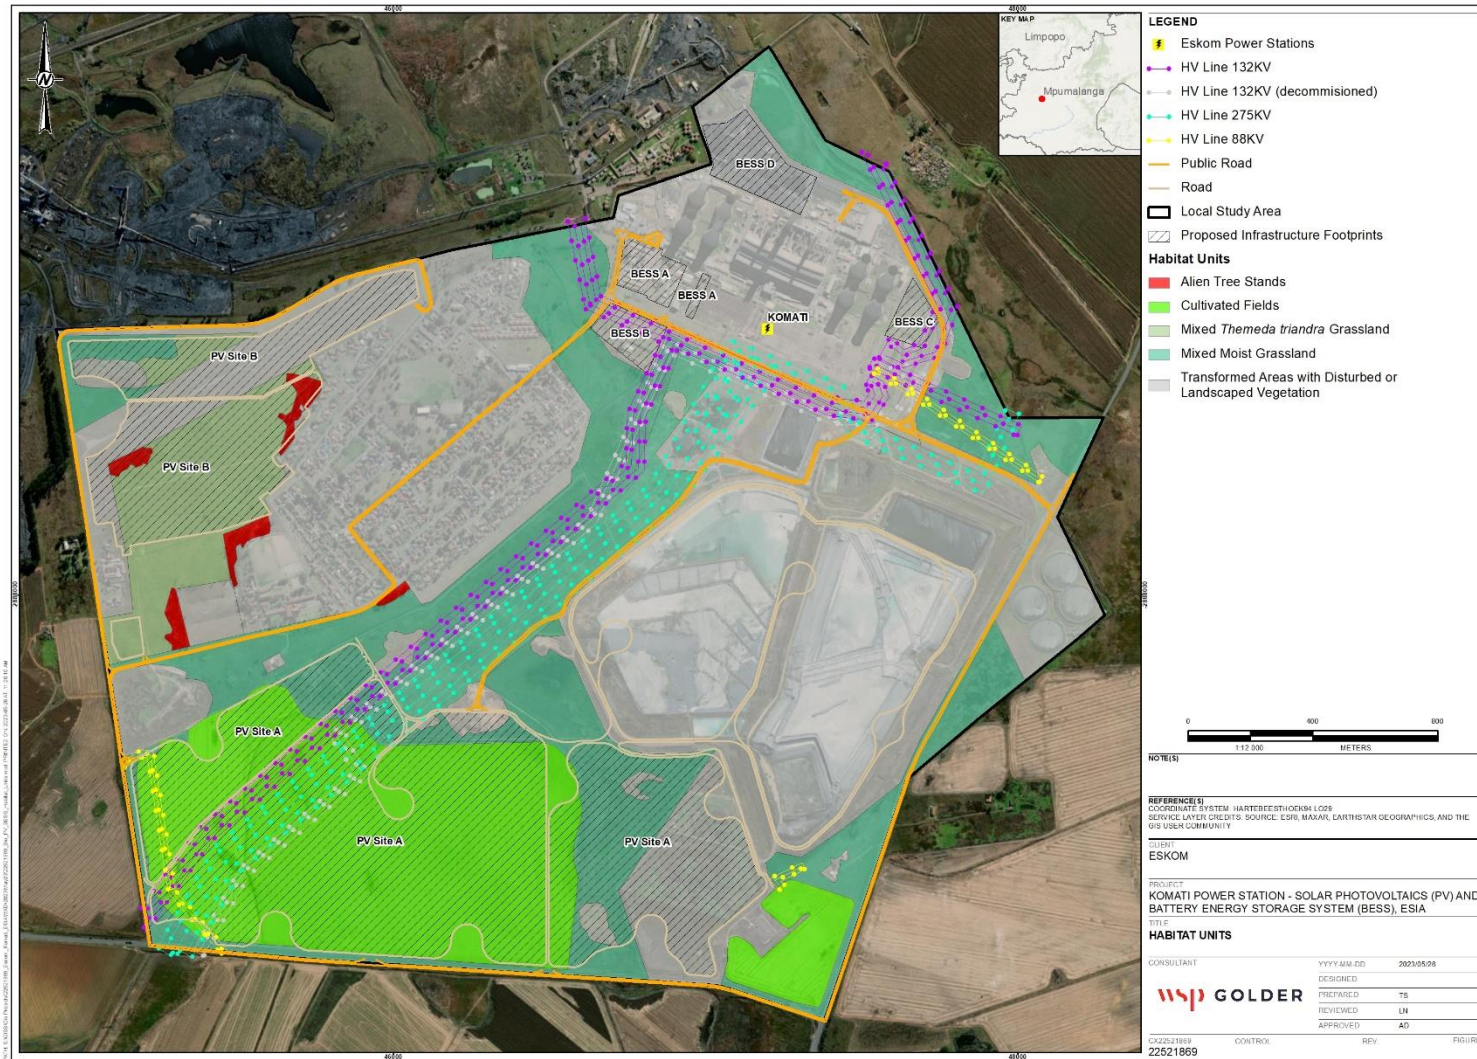 46000
48000
KEY MAP
Limpopo
Mpumalanga
N
BESS D
BESS A
BESS A
KOMATI
BESS B
BESS C
PV Site B
PV Site B
PV Site A
PV Site A
PV Site A
46000
48000
LEGEND
Eskom Power Stations
HV Line 132KV
HV Line 132KV (decommisioned)
HV Line 275KV
HV Line 88KV
Public Road
Road
Local Study Area
Proposed Infrastructure Footprints
Habitat Units
Alien Tree Stands
Cultivated Fields
Mixed Themeda triandra Grassland
Mixed Moist Grassland
Transformed Areas with Disturbed or
Landscaped Vegetation
0 400 800
1:12 000 METERS
NOTE(S)
REFERENCE(S)
COORDINATE SYSTEM: HARTEBEESTHOEK94 LO29
SERVICE LAYER CREDITS: SOURCE: ESRI, MAXAR, EARTHSTAR GEOGRAPHICS, AND THE
GIS USER COMMUNITY
CLIENT
ESKOM
PROJECT
KOMATI POWER STATION - SOLAR PHOTOVOLTAICS (PV) AND
BATTERY ENERGY STORAGE SYSTEM (BESS), ESIA
TITLE
HABITAT UNITS
CONSULTANT
wsp GOLDER
YYYY-MM-DD 2023/05/26
DESIGNED
PREPARED TS
REVIEWED LN
APPROVED AD
CX22521869 CONTROL REV. FIGURE
22521869